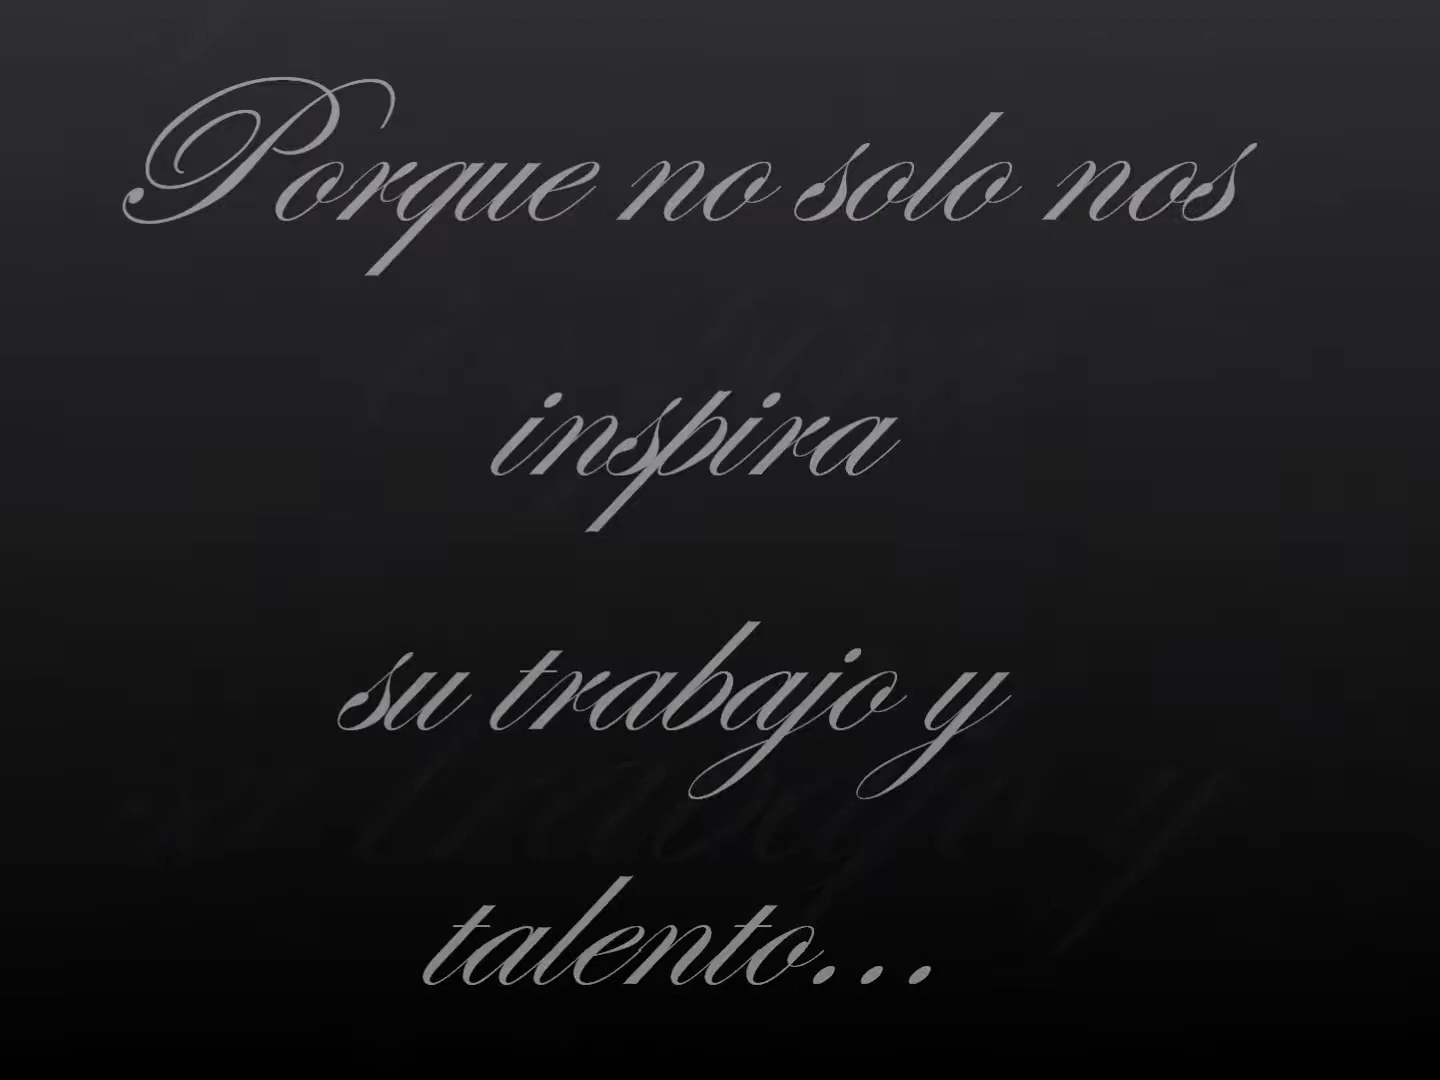 Porque no solo nos
inspira
su trabajo y
talento...